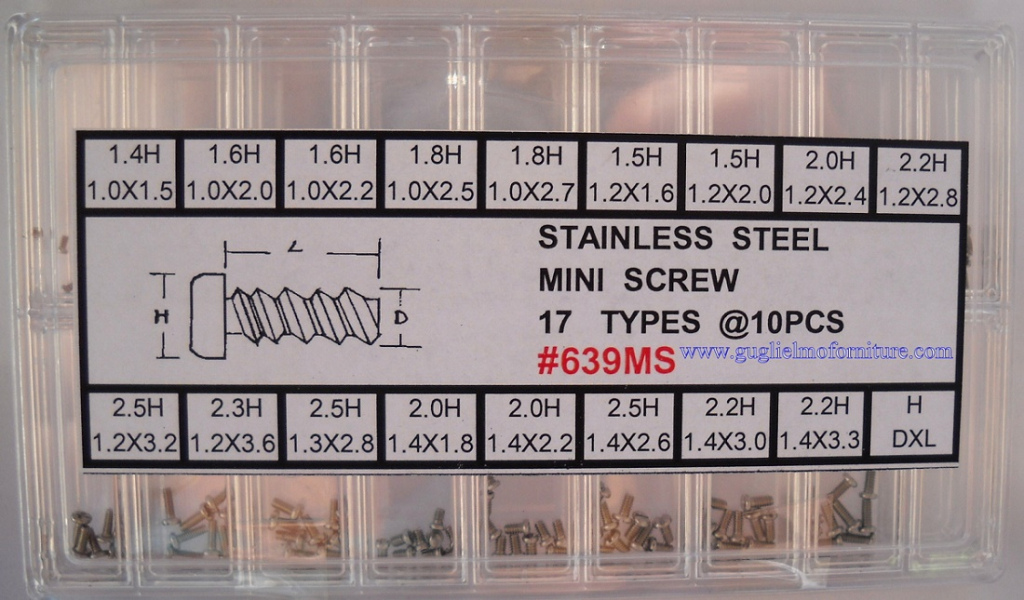 1.4H 1.6H 1.6H 1.8H 1.8H 1.5H 1.5H 2.0H 2.2H
1.0X1.5 1.0X2.0 1.0X2.2 1.0X2.5 1.0X2.7 1.2X1.6 1.2X2.0 1.2X2.4 1.2X2.8
L
H
D
STAINLESS STEEL
MINI SCREW
17 TYPES @10PCS
#639MS www.guglielmoforniture.com
2.5H 2.3H 2.5H 2.0H 2.0H 2.5H 2.2H 2.2H H
1.2X3.2 1.2X3.6 1.3X2.8 1.4X1.8 1.4X2.2 1.4X2.6 1.4X3.0 1.4X3.3 DXL